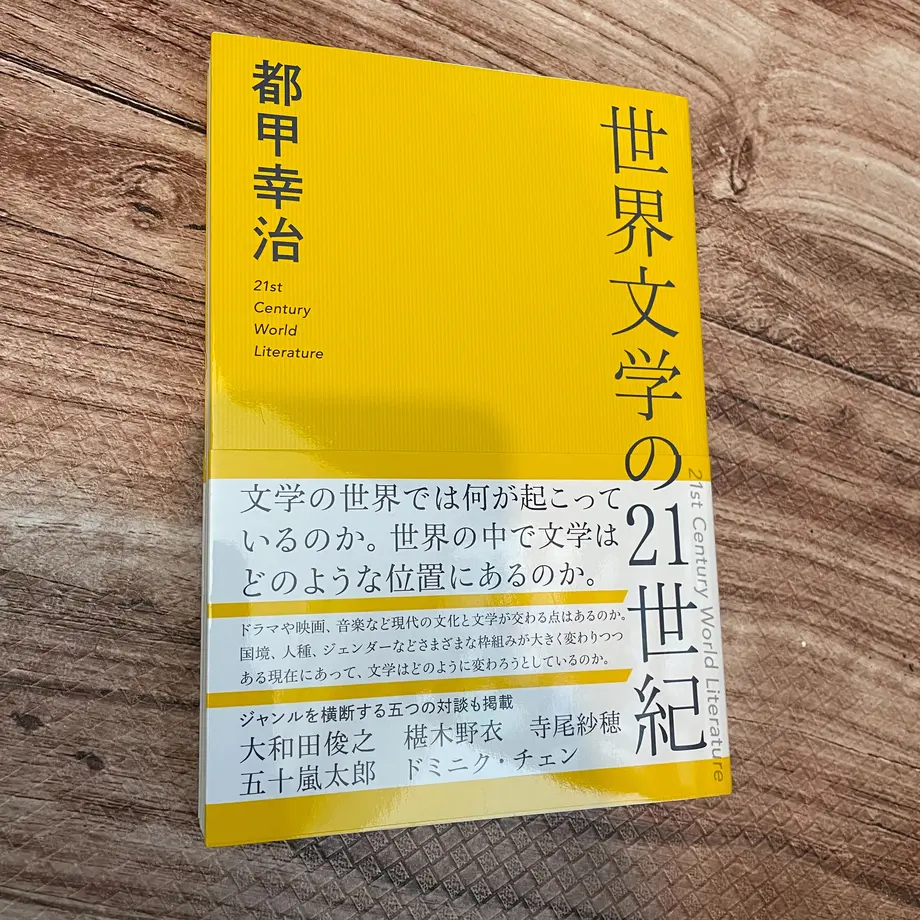 世界文学の21世紀
21st Century World Literature
都甲幸治
21st
Century
World
Literature
文学の世界では何が起こって
いるのか。世界の中で文学は
どのような位置にあるのか。
ドラマや映画、音楽など現代の文化と文学が交わる点はあるのか。
国境、人種、ジェンダーなどさまざまな枠組みが大きく変わりつつ
ある現在にあって、文学はどのように変わろうとしているのか。
ジャンルを横断する五つの対談も掲載
大和田俊之 椹木野衣 寺尾紗穂
五十嵐太郎 ドミニク・チェン